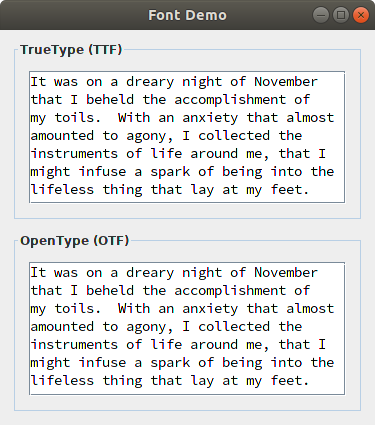 Font Demo
TrueType (TTF)
It was on a dreary night of November
that I beheld the accomplishment of
my toils.  With an anxiety that almost
amounted to agony, I collected the
instruments of life around me, that I
might infuse a spark of being into the
lifeless thing that lay at my feet.
OpenType (OTF)
It was on a dreary night of November
that I beheld the accomplishment of
my toils.  With an anxiety that almost
amounted to agony, I collected the
instruments of life around me, that I
might infuse a spark of being into the
lifeless thing that lay at my feet.